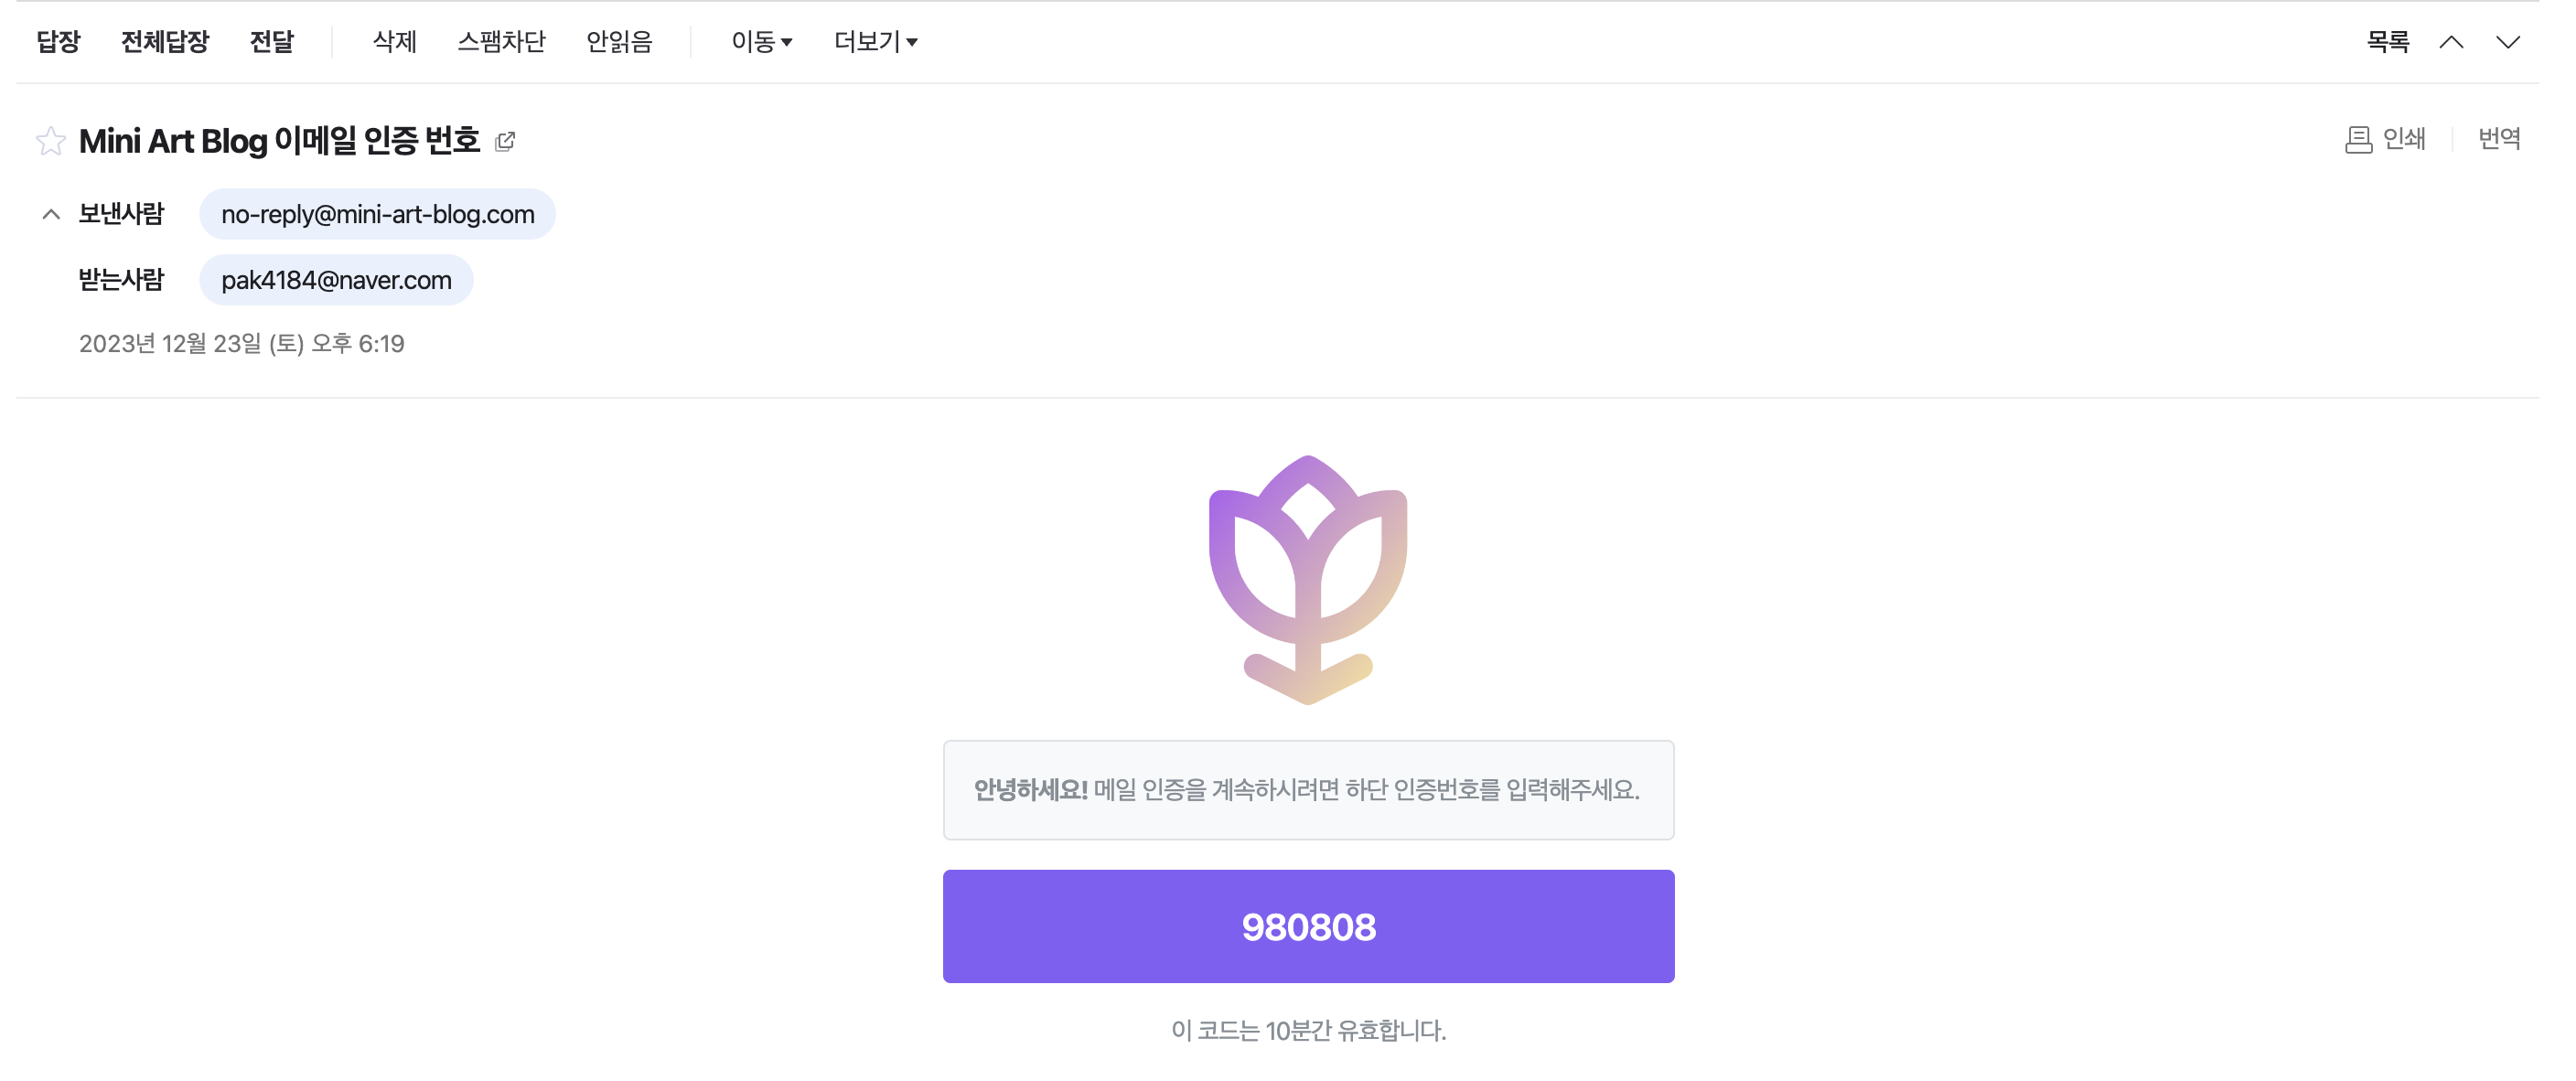 답장 전체답장 전달 삭제 스팸차단 안읽음 이동 더보기 목록
Mini Art Blog 이메일 인증 번호 인쇄 번역
보낸사람 no-reply@mini-art-blog.com
받는사람 pak4184@naver.com
2023년 12월 23일 (토) 오후 6:19
안녕하세요! 메일 인증을 계속하시려면 하단 인증번호를 입력해주세요.
980808
이 코드는 10분간 유효합니다.